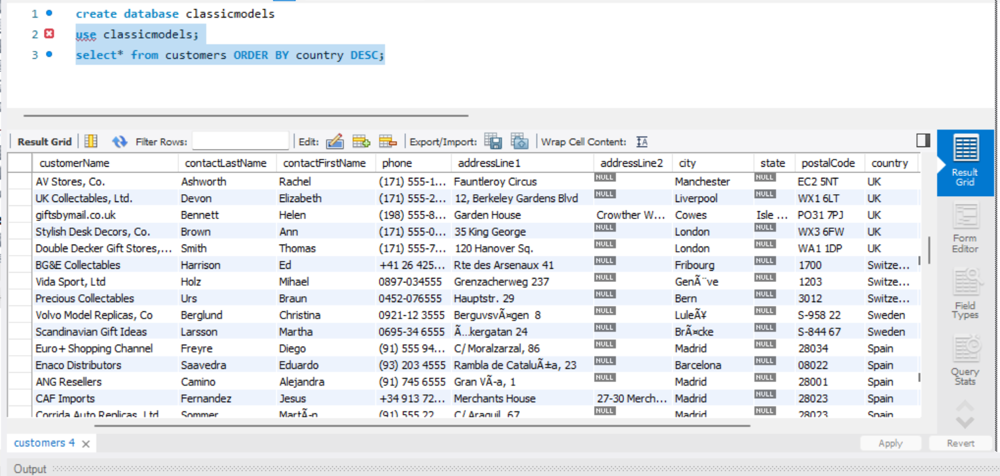 1 create database classicmodels
2 use classicmodels;
3 select* from customers ORDER BY country DESC;
Result Grid Filter Rows: Edit: Export/Import: Wrap Cell Content:
customerName contactLastName contactFirstName phone addressLine1 addressLine2 city state postalCode country
AV Stores, Co. Ashworth Rachel (171) 555-1... Fauntleroy Circus NULL Manchester NULL EC2 5NT UK
UK Collectables, Ltd. Devon Elizabeth (171) 555-2... 12, Berkeley Gardens Blvd NULL Liverpool NULL WX1 6LT UK
giftsbymail.co.uk Bennett Helen (198) 555-8... Garden House Crowther W... Cowes Isle ... PO31 7PJ UK
Stylish Desk Decors, Co. Brown Ann (171) 555-0... 35 King George NULL London NULL WX3 6FW UK
Double Decker Gift Stores,... Smith Thomas (171) 555-7... 120 Hanover Sq. NULL London NULL WA1 1DP UK
BG&E Collectables Harrison Ed +41 26 425... Rte des Arsenaux 41 NULL Fribourg NULL 1700 Switze...
Vida Sport, Ltd Holz Mihael 0897-034555 Grenzacherweg 237 NULL GenÃ¨ve NULL 1203 Switze...
Precious Collectables Urs Braun 0452-076555 Hauptstr. 29 NULL Bern NULL 3012 Switze...
Volvo Model Replicas, Co Berglund Christina 0921-12 3555 BerguvsvÃ¤gen 8 NULL LuleÃ¥ NULL S-958 22 Sweden
Scandinavian Gift Ideas Larsson Martha 0695-34 6555 Ã…kergatan 24 NULL BrÃ¤cke NULL S-844 67 Sweden
Euro+ Shopping Channel Freyre Diego (91) 555 94... C/ Moralzarzal, 86 NULL Madrid NULL 28034 Spain
Enaco Distributors Saavedra Eduardo (93) 203 4555 Rambla de CataluÃ±a, 23 NULL Barcelona NULL 08022 Spain
ANG Resellers Camino Alejandra (91) 745 6555 Gran VÃ-a, 1 NULL Madrid NULL 28001 Spain
CAF Imports Fernandez Jesus +34 913 72... Merchants House 27-30 Merch... Madrid NULL 28023 Spain
Corrida Auto Replicas, Ltd Sommer MartÃ-n (91) 555 22 ... C/ Araquil, 67 NULL Madrid NULL 28023 Spain
Result
Grid
Form
Editor
Field
Types
Query
Stats
customers 4 Apply Revert
Output